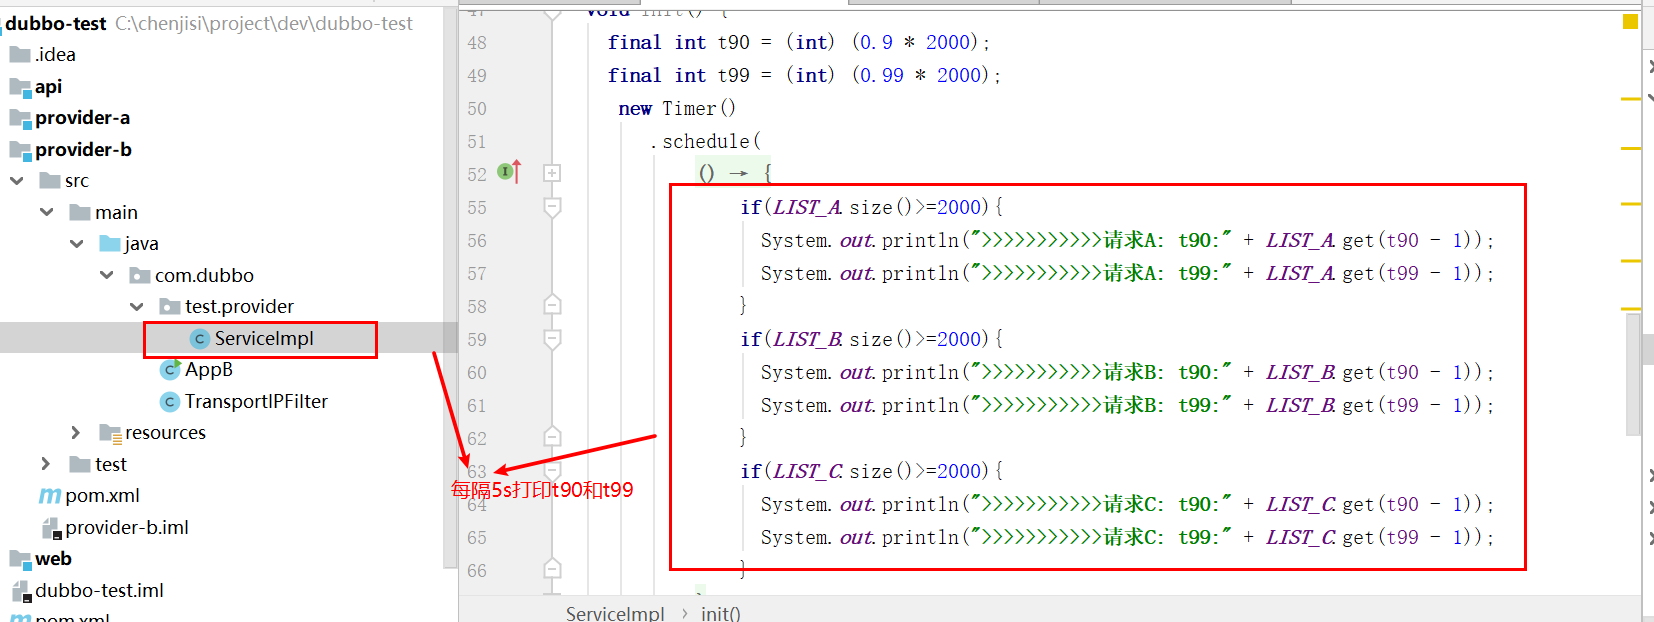 dubbo-test C:\chenjisi\project\dev\dubbo-test
.idea
api
provider-a
provider-b
src
main
java
com.dubbo
test.provider
ServiceImpl
AppB
TransportIPFilter
resources
test
pom.xml
provider-b.iml
web
dubbo-test.iml
pom.xml
47 void init() {
48 final int t90 = (int) (0.9 * 2000);
49 final int t99 = (int) (0.99 * 2000);
50 new Timer()
51 .schedule(
52 () → {
55 if(LIST_A.size()>=2000){
56 System.out.println(">>>>>>>>>>>请求A: t90:" + LIST_A.get(t90 - 1));
57 System.out.println(">>>>>>>>>>>请求A: t99:" + LIST_A.get(t99 - 1));
58 }
59 if(LIST_B.size()>=2000){
60 System.out.println(">>>>>>>>>>>请求B: t90:" + LIST_B.get(t90 - 1));
61 System.out.println(">>>>>>>>>>>请求B: t99:" + LIST_B.get(t99 - 1));
62 }
63 if(LIST_C.size()>=2000){
每隔5s打印t90和t99
64 System.out.println(">>>>>>>>>>>请求C: t90:" + LIST_C.get(t90 - 1));
65 System.out.println(">>>>>>>>>>>请求C: t99:" + LIST_C.get(t99 - 1));
66 }
ServiceImpl › init()